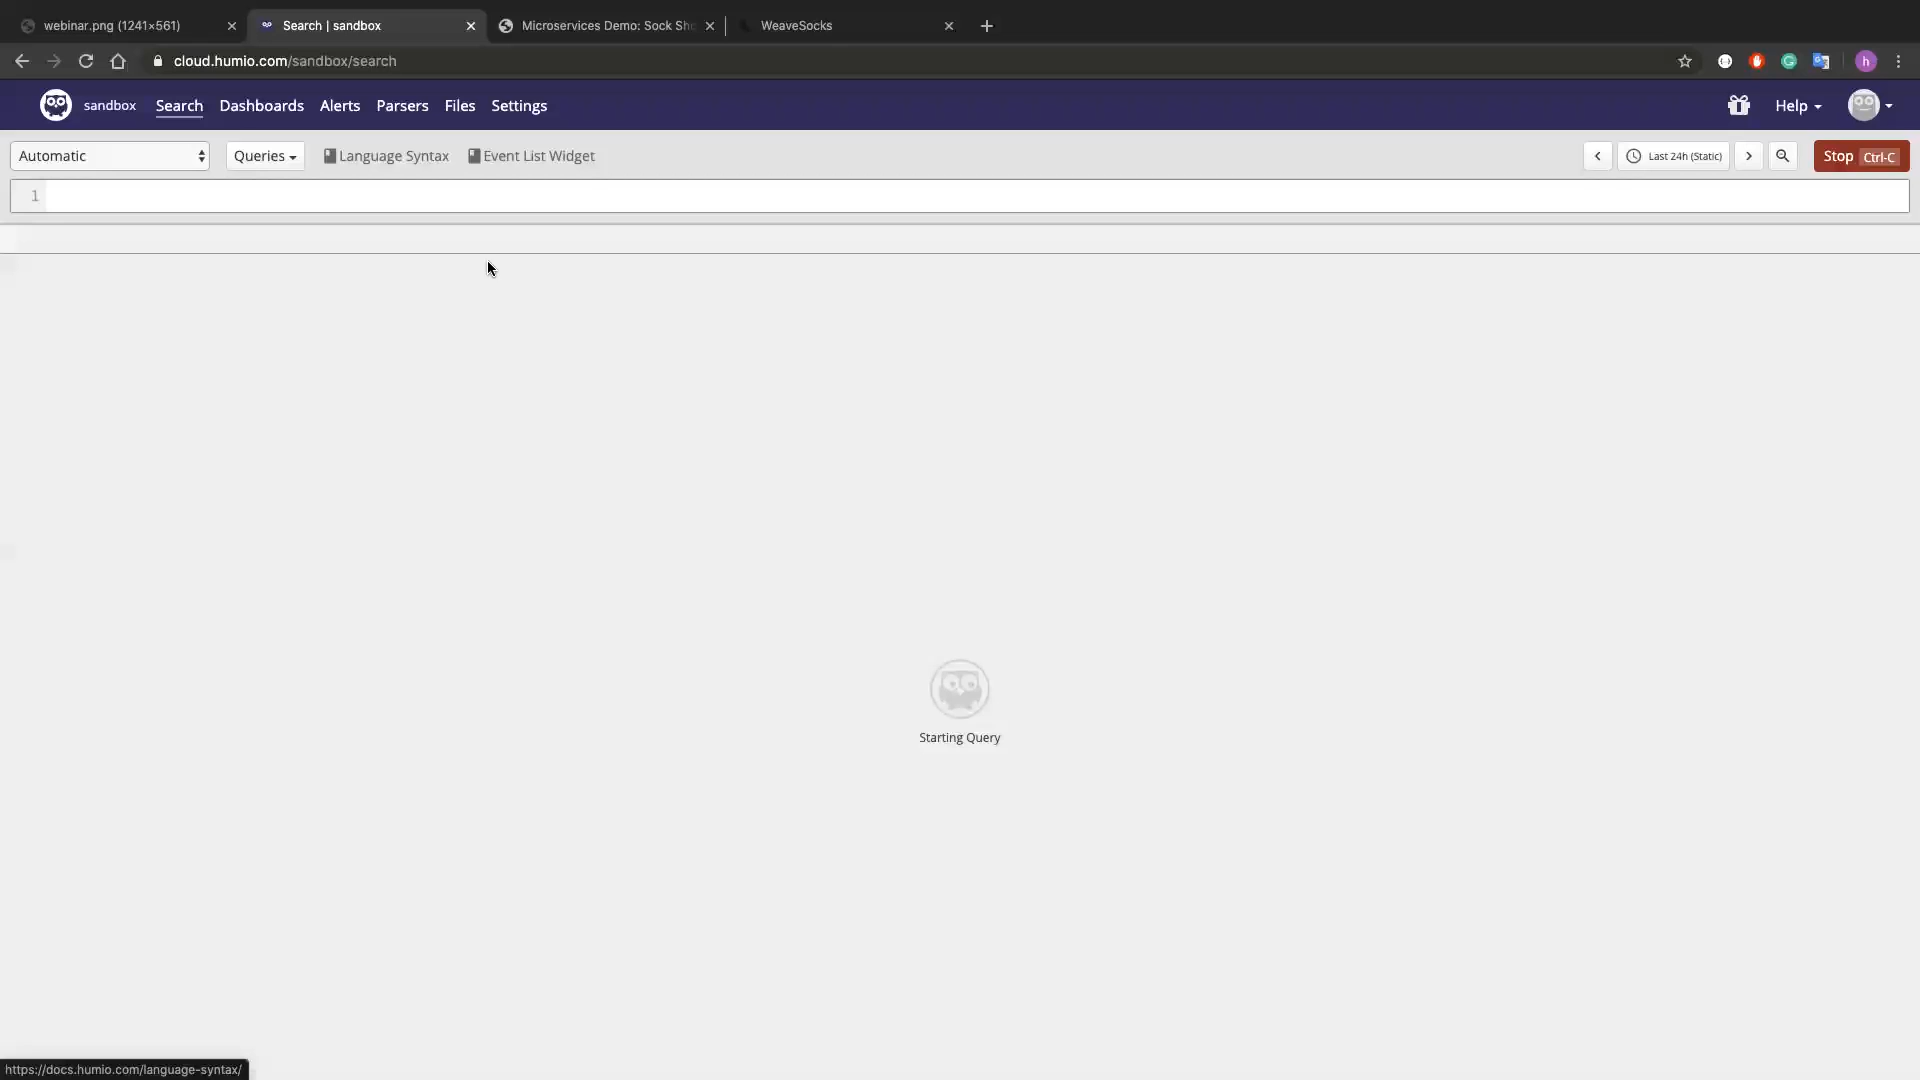 webinar.png (1241×561)
Search | sandbox
Microservices Demo: Sock Sho
WeaveSocks
cloud.humio.com/sandbox/search
h
sandbox Search Dashboards Alerts Parsers Files Settings Help
Automatic Queries Language Syntax Event List Widget Last 24h (Static) Stop Ctrl-C
1
Starting Query
https://docs.humio.com/language-syntax/